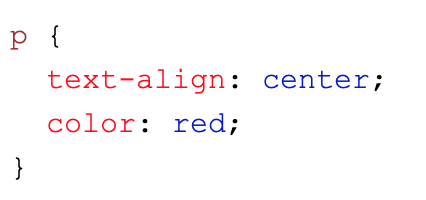 p {
  text-align: center;
  color: red;
}